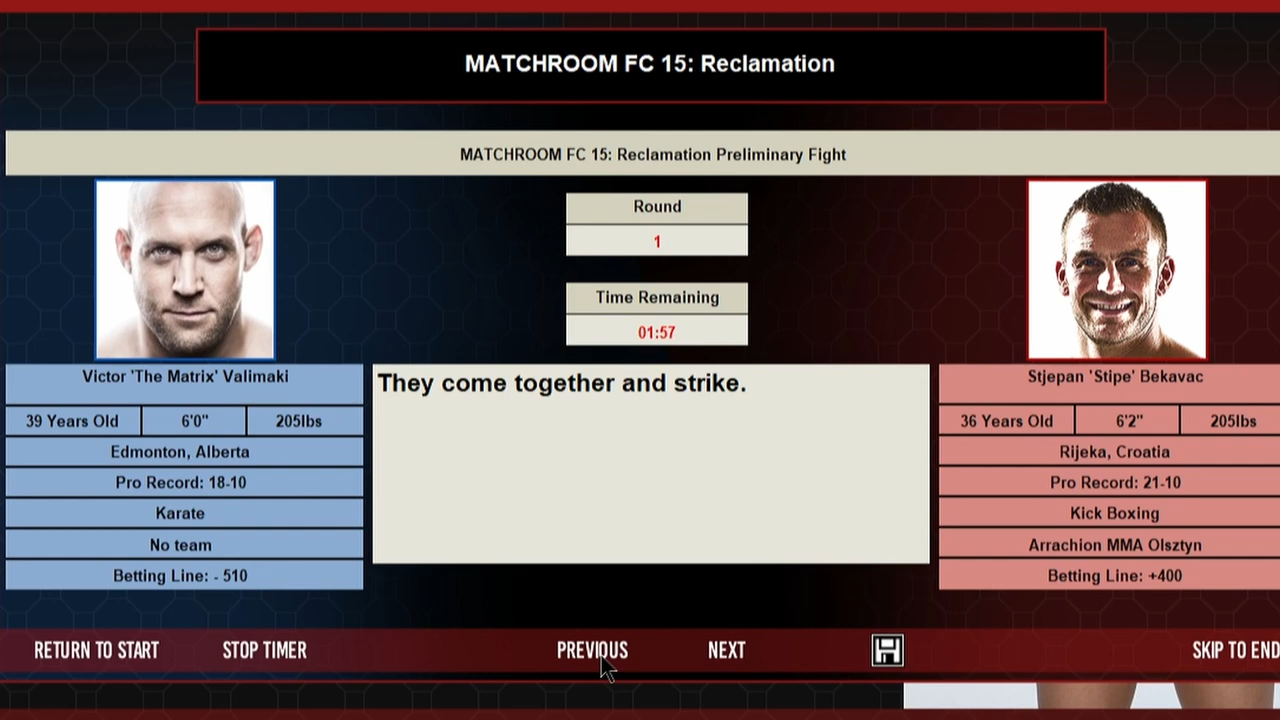 MATCHROOM FC 15: Reclamation
MATCHROOM FC 15: Reclamation Preliminary Fight
Round
1
Time Remaining
01:57
Victor 'The Matrix' Valimaki
39 Years Old 6'0" 205lbs
Edmonton, Alberta
Pro Record: 18-10
Karate
No team
Betting Line: - 510
They come together and strike.
Stjepan 'Stipe' Bekavac
36 Years Old 6'2" 205lbs
Rijeka, Croatia
Pro Record: 21-10
Kick Boxing
Arrachion MMA Olsztyn
Betting Line: +400
RETURN TO START STOP TIMER PREVIOUS NEXT SKIP TO END